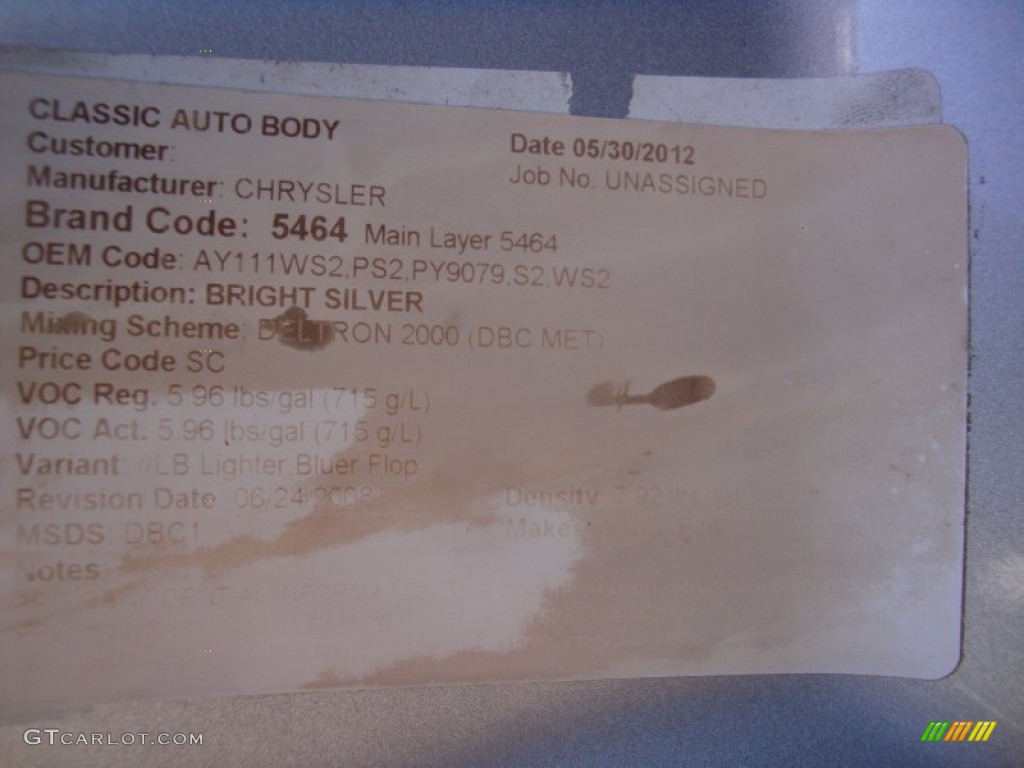 CLASSIC AUTO BODY
Customer:
Date 05/30/2012
Manufacturer: CHRYSLER
Job No. UNASSIGNED
Brand Code: 5464 Main Layer 5464
OEM Code: AY111WS2,PS2,PY9079,S2,WS2
Description: BRIGHT SILVER
Mixing Scheme: DELTRON 2000 (DBC MET)
Price Code SC
VOC Reg. 5.96 lbs/gal (715 g/L)
VOC Act. 5.96 lbs/gal (715 g/L)
Variant: //LB Lighter,Bluer Flop
Revision Date 06/24/2008
Density
MSDS DBC1
Notes
GTCARLOT.COM